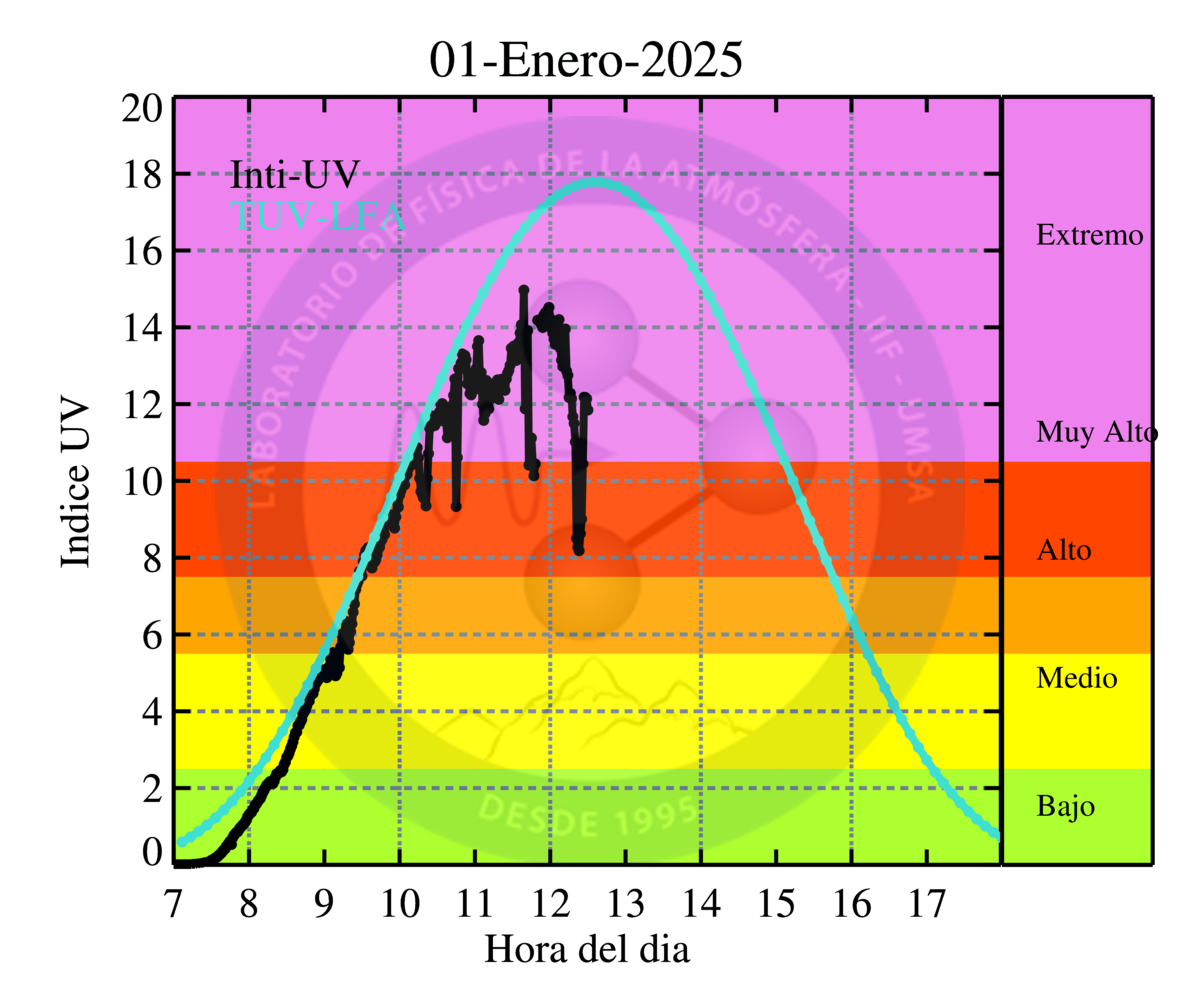 01-Enero-2025
Indice UV
20
18
16
14
12
10
8
6
4
2
0
Inti-UV
TUV-LFA
LABORATORIO DE FÍSICA DE LA ATMÓSFERA - IIF - UMSA
DESDE 1995
Extremo
Muy Alto
Alto
Medio
Bajo
7 8 9 10 11 12 13 14 15 16 17
Hora del dia